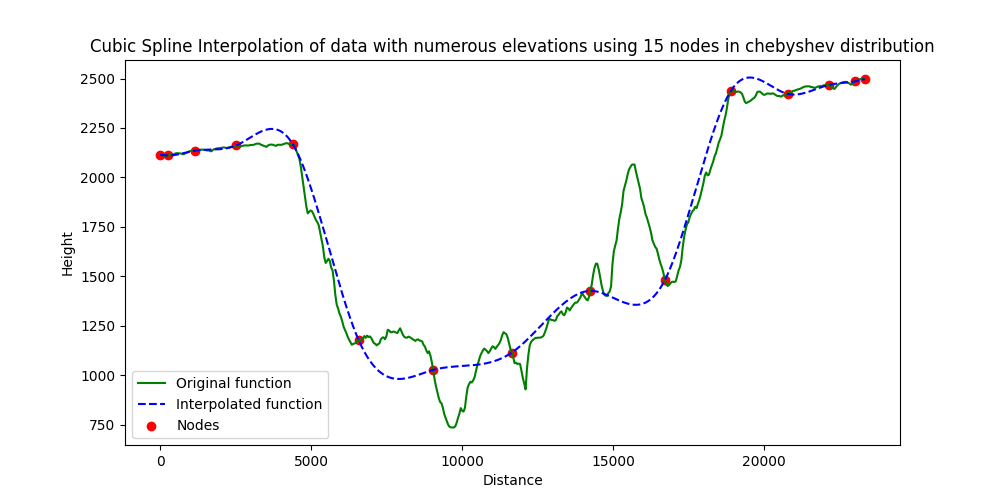 Cubic Spline Interpolation of data with numerous elevations using 15 nodes in chebyshev distribution
2500
2250
2000
1750
1500
1250
1000
750
Height
Original function
Interpolated function
Nodes
0 5000 10000 15000 20000
Distance